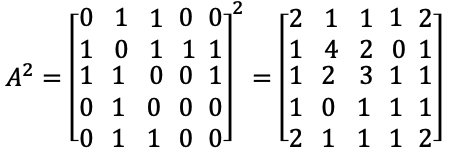 A² = [0 1 1 0 0]² = [2 1 1 1 2]
[1 0 1 1 1] [1 4 2 0 1]
[1 1 0 0 1] [1 2 3 1 1]
[0 1 0 0 0] [1 0 1 1 1]
[0 1 1 0 0] [2 1 1 1 2]